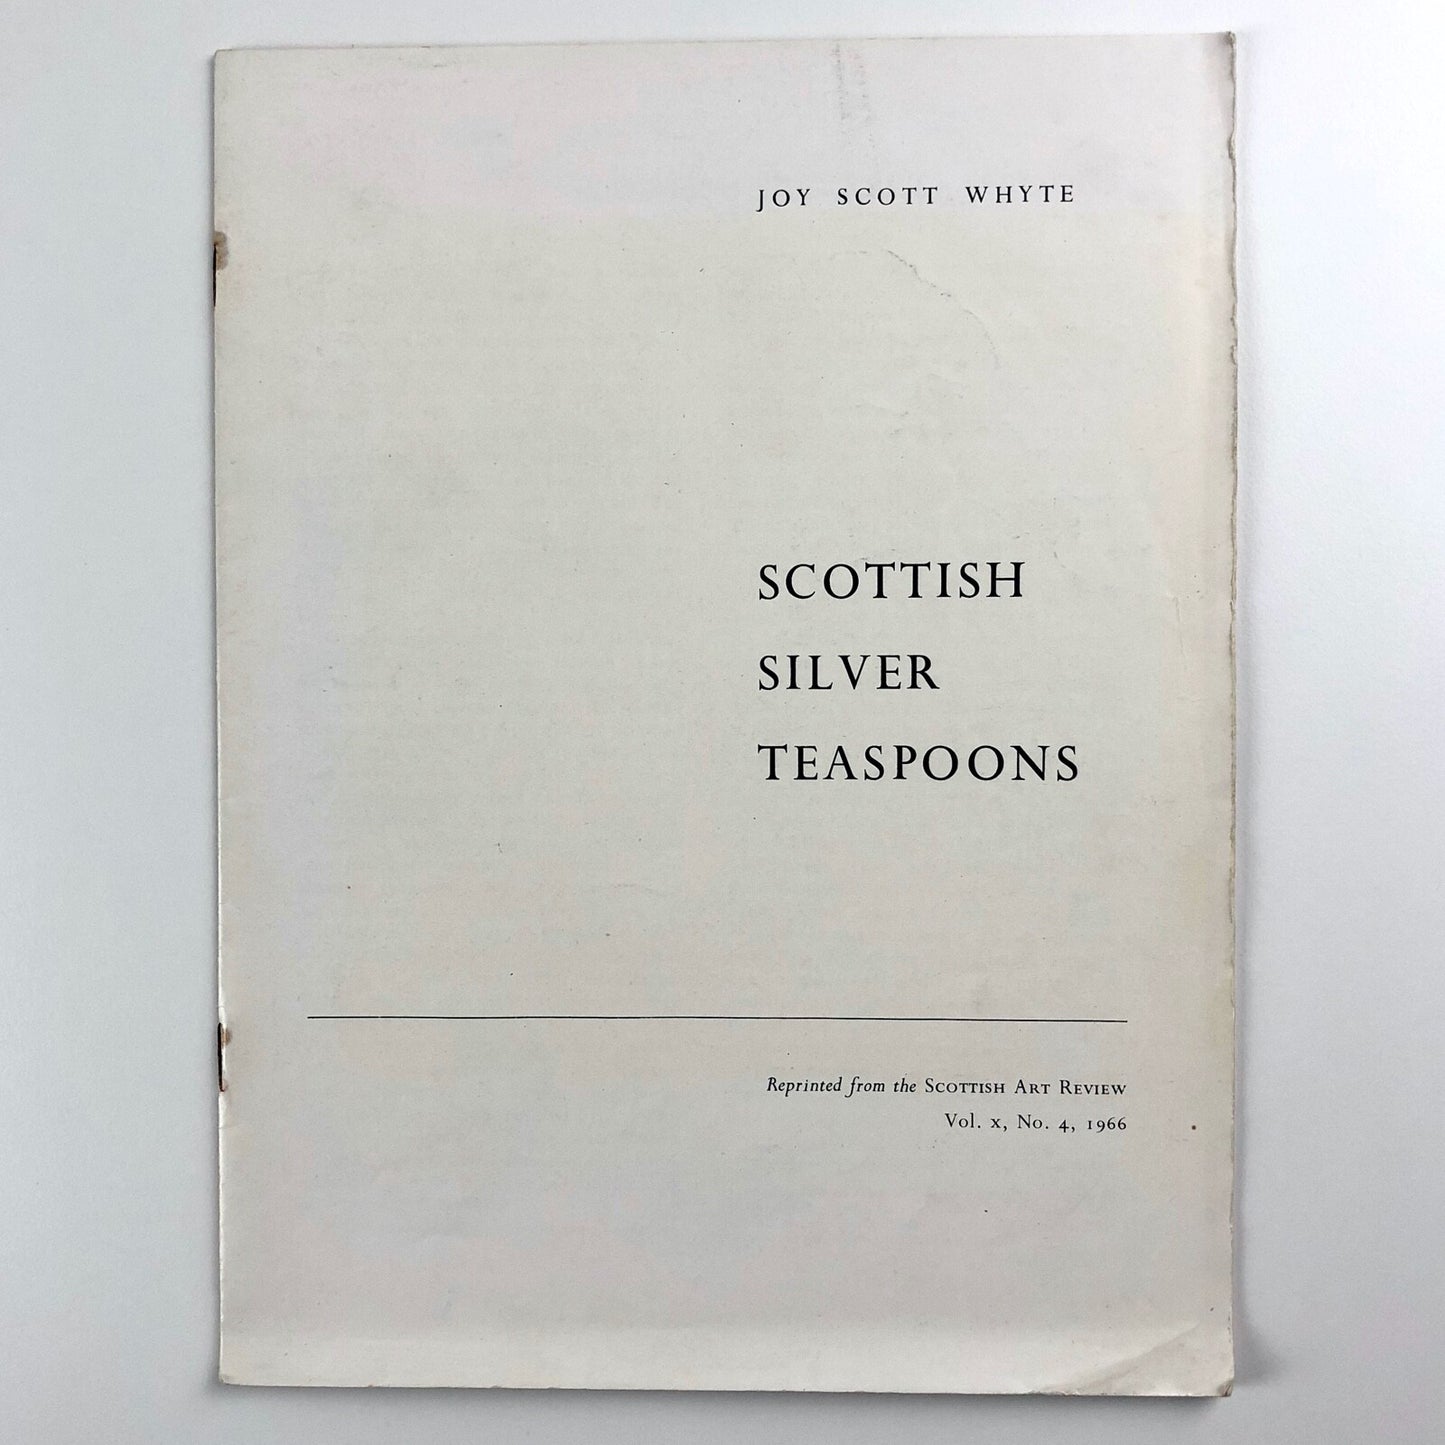 JOY SCOTT WHYTE
SCOTTISH
SILVER
TEASPOONS
Reprinted from the SCOTTISH ART REVIEW
Vol. x, No. 4, 1966